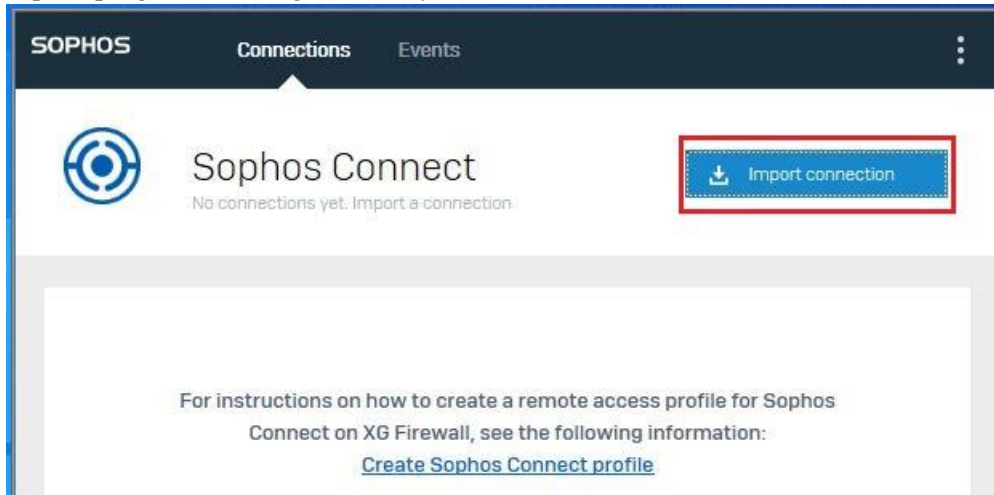 SOPHOS
Connections
Events
Sophos Connect
No connections yet. Import a connection
Import connection
For instructions on how to create a remote access profile for Sophos
Connect on XG Firewall, see the following information:
Create Sophos Connect profile